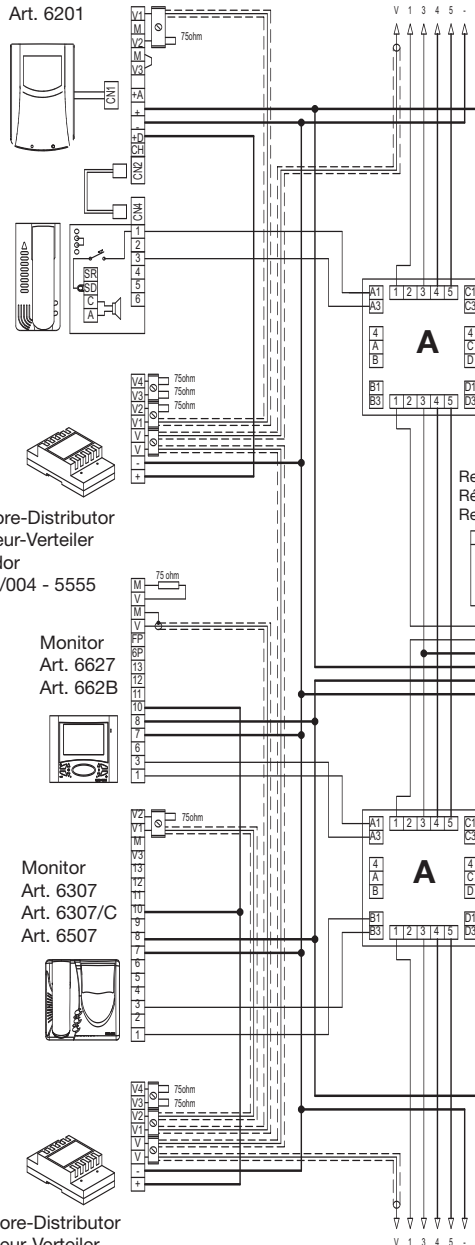 Art. 6201
V1
M
V2
M
V3
75ohm
+A
+
-
+D
CH
CN1
CN2
CN4
1
2
3
4
5
6
SR
SD
C
A
V 1 3 4 5 -
A1 1 2 3 4 5 C1
A3 C3
4 4
A A C
B D
B1 D1
B3 1 2 3 4 5 D3
V4 75ohm
V3 75ohm
V2 75ohm
V1
V
V
-
+
ore-Distributor
eur-Verteiler
dor
/004 - 5555
Re
Ré
Re
M 75 ohm
V
M
V
FP
6P
13
12
11
10
8
7
6
3
1
Monitor
Art. 6627
Art. 662B
V2 75ohm
V1
M
V3
13
12
11
10
9
8
7
6
5
4
3
2
1
Monitor
Art. 6307
Art. 6307/C
Art. 6507
A1 1 2 3 4 5 C1
A3 C3
4 4
A A C
B D
B1 D1
B3 1 2 3 4 5 D3
V4 75ohm
V3 75ohm
V2
V1
V
V
-
+
ore-Distributor
eur-Verteiler
V 1 3 4 5 -